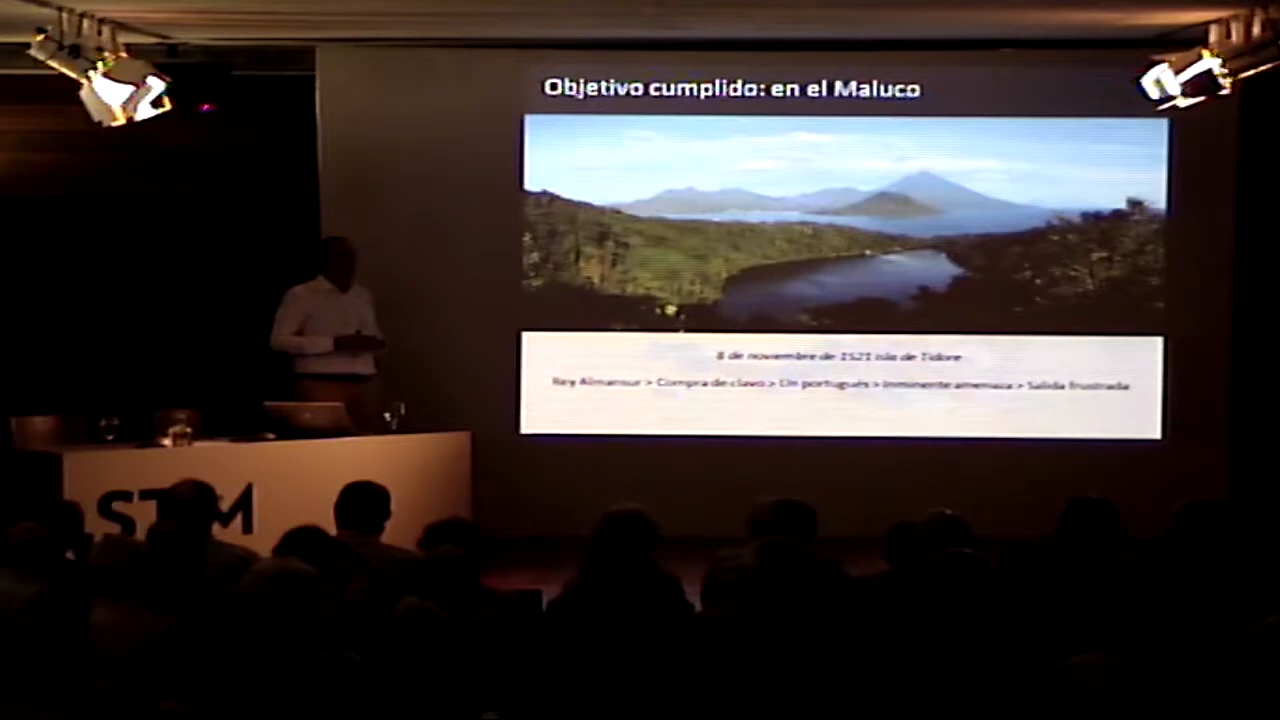 Objetivo cumplido: en el Maluco
8 de noviembre de 1521 isla de Tidore
Rey Almansur > Compra de clavo > Un portugués > Inminente amenaza > Salida frustrada
STM